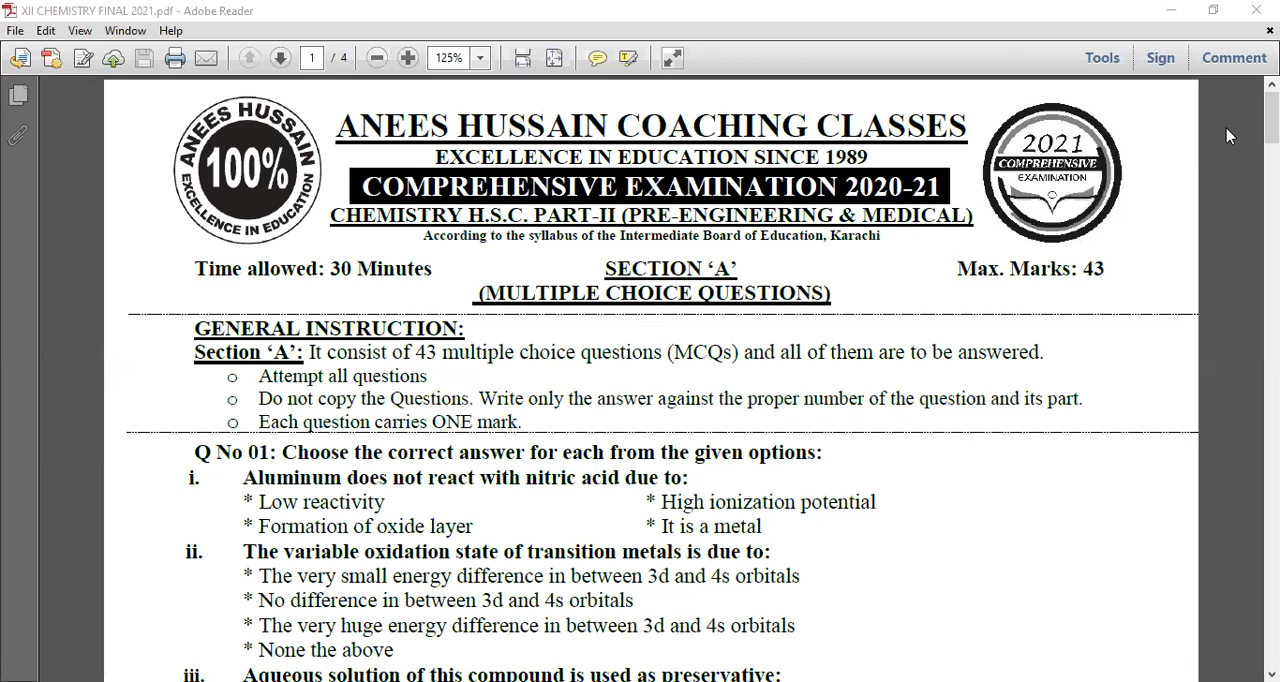 XII CHEMISTRY FINAL 2021.pdf - Adobe Reader
File Edit View Window Help
1 / 4 125% Tools Sign Comment
ANEES HUSSAIN
100%
EXCELLENCE IN EDUCATION
ANEES HUSSAIN COACHING CLASSES
EXCELLENCE IN EDUCATION SINCE 1989
COMPREHENSIVE EXAMINATION 2020-21
CHEMISTRY H.S.C. PART-II (PRE-ENGINEERING & MEDICAL)
According to the syllabus of the Intermediate Board of Education, Karachi
2021
COMPREHENSIVE
EXAMINATION
Time allowed: 30 Minutes SECTION ‘A’ Max. Marks: 43
(MULTIPLE CHOICE QUESTIONS)
GENERAL INSTRUCTION:
Section ‘A’: It consist of 43 multiple choice questions (MCQs) and all of them are to be answered.
o Attempt all questions
o Do not copy the Questions. Write only the answer against the proper number of the question and its part.
o Each question carries ONE mark.
Q No 01: Choose the correct answer for each from the given options:
i. Aluminum does not react with nitric acid due to:
* Low reactivity * High ionization potential
* Formation of oxide layer * It is a metal
ii. The variable oxidation state of transition metals is due to:
* The very small energy difference in between 3d and 4s orbitals
* No difference in between 3d and 4s orbitals
* The very huge energy difference in between 3d and 4s orbitals
* None the above
iii. Aqueous solution of this compound is used as preservative: